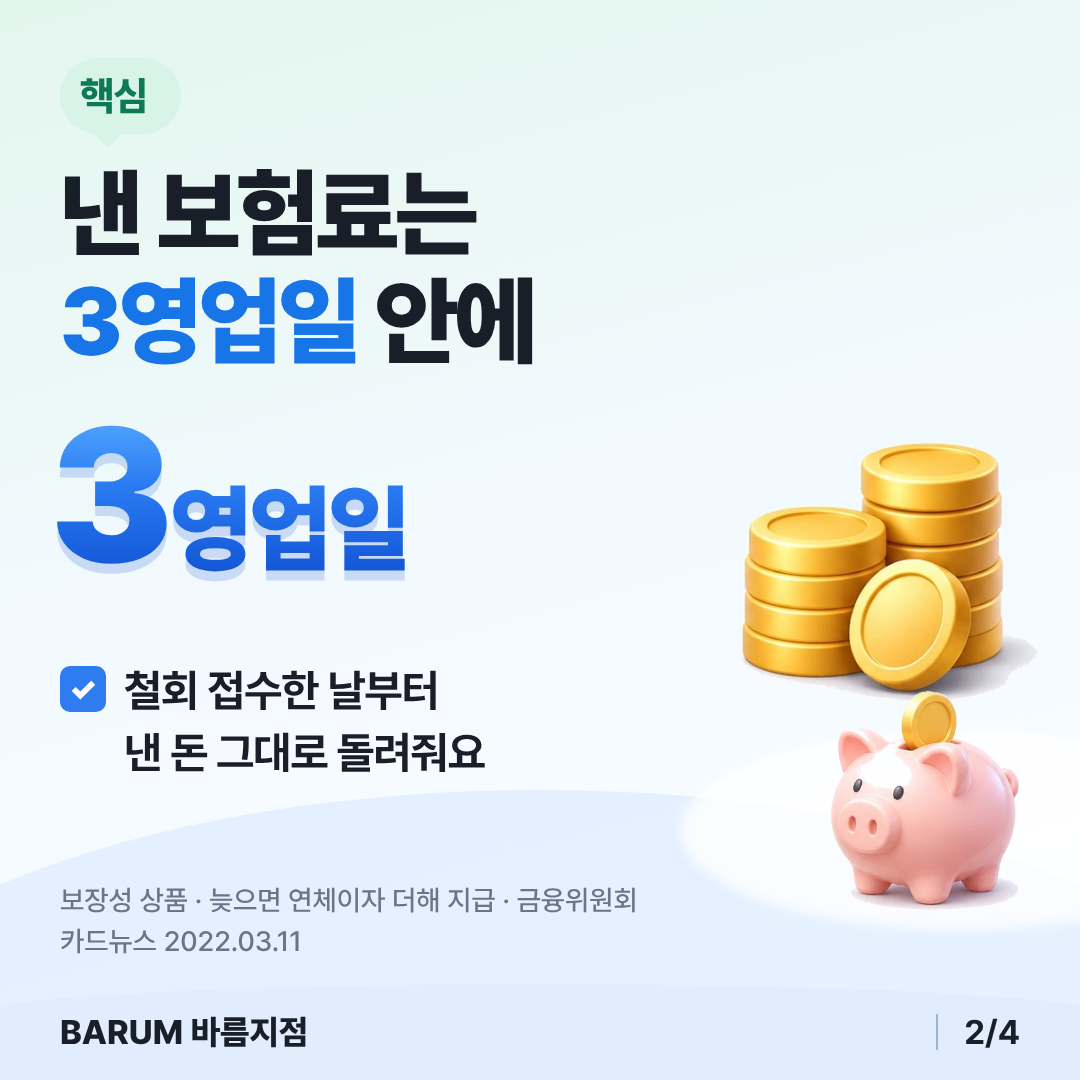 핵심
낸 보험료는
3영업일 안에
3영업일
철회 접수한 날부터
낸 돈 그대로 돌려줘요
보장성 상품 · 늦으면 연체이자 더해 지급 · 금융위원회
카드뉴스 2022.03.11
BARUM 바름지점
2/4